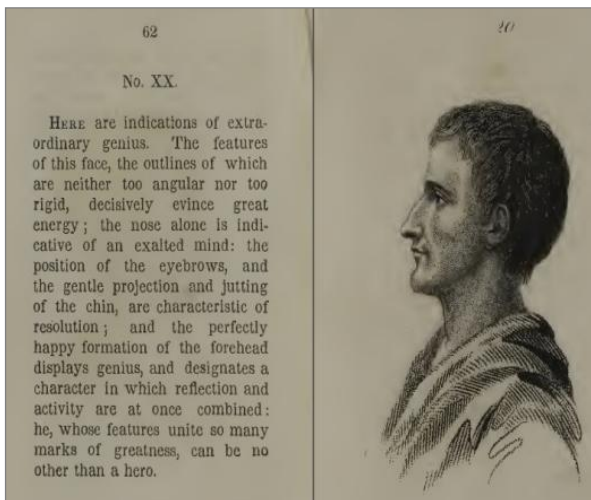 62
No. XX.
Here are indications of extra-
ordinary genius. The features
of this face, the outlines of which
are neither too angular nor too
rigid, decisively evince great
energy; the nose alone is indi-
cative of an exalted mind: the
position of the eyebrows, and
the gentle projection and jutting
of the chin, are characteristic of
resolution; and the perfectly
happy formation of the forehead
displays genius, and designates a
character in which reflection and
activity are at once combined:
he, whose features unite so many
marks of greatness, can be no
other than a hero.
20